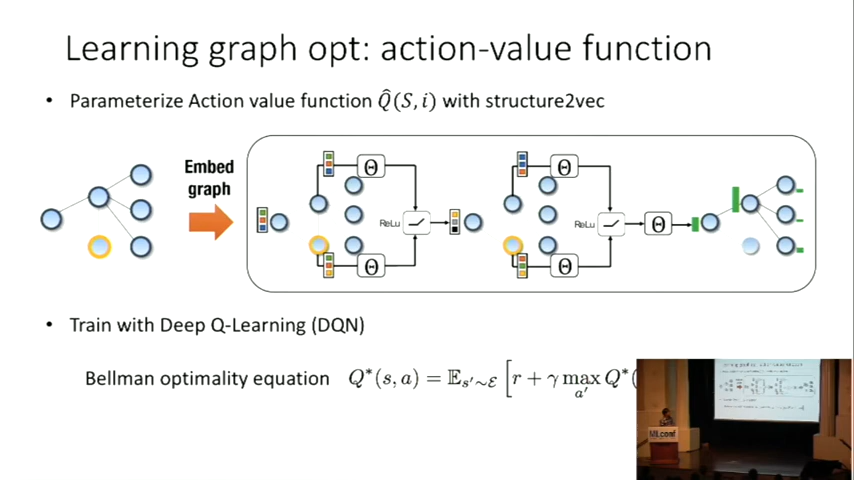 Learning graph opt: action-value function
• Parameterize Action value function Q̂(S, i) with structure2vec
Embed
graph
Θ
Θ
ReLu
ReLu
Θ
Θ
Θ
• Train with Deep Q-Learning (DQN)
Bellman optimality equation Q*(s, a) = 𝔼s′∼ℰ [r + γ max a′ Q*(
MLconf